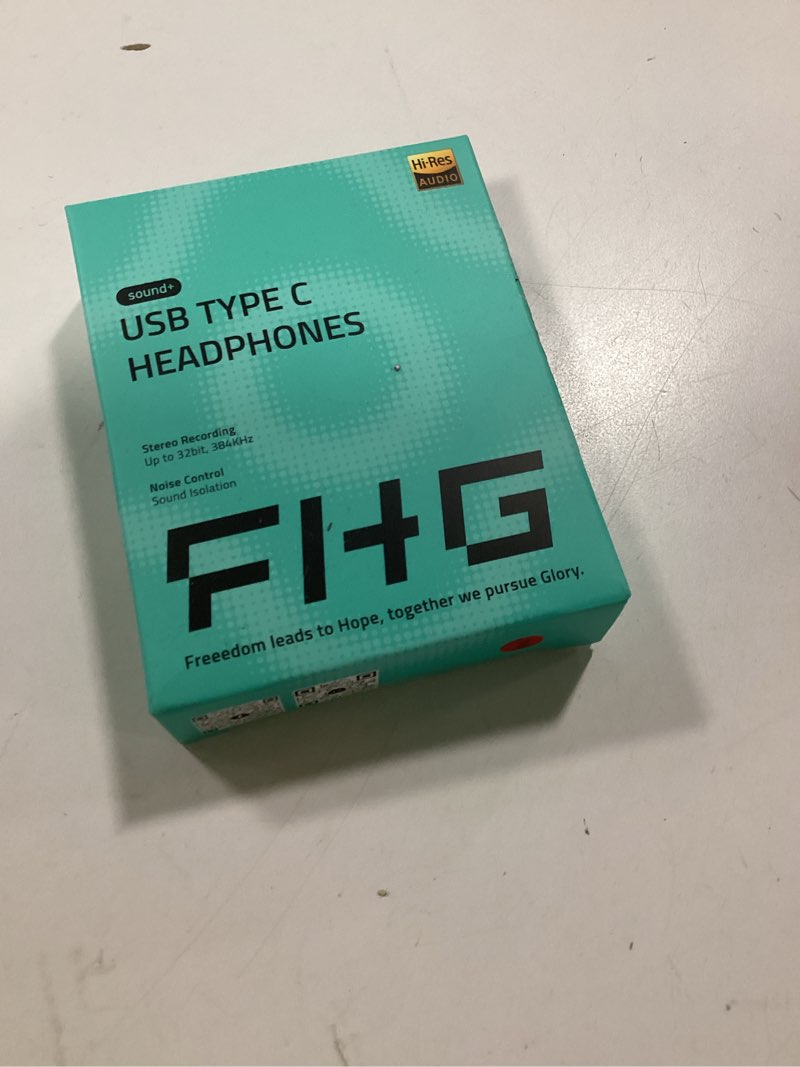 Hi-Res
AUDIO
sound+
USB TYPE C
HEADPHONES
Stereo Recording
Up to 32bit, 384KHz
Noise Control
Sound Isolation
FHG
Freeedom leads to Hope, together we pursue Glory.